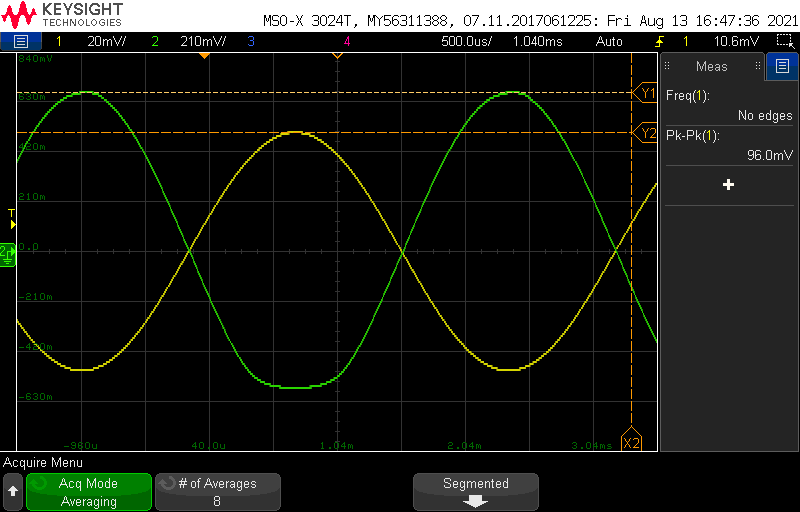 KEYSIGHT
TECHNOLOGIES
MSO-X 3024T, MY56311388, 07.11.2017061225: Fri Aug 13 16:47:36 2021
1 20mV/ 2 210mV/ 3 4 500.0us/ 1.040ms Auto 1 10.6mV
840mV
630m
420m
210m
0.0
-210m
-420m
-630m
Y1
Y2
T
2
X2
-960u 40.0u 1.04m 2.04m 3.04m
Meas
Freq(1):
No edges
Pk-Pk(1):
96.0mV
Acquire Menu
Acq Mode
Averaging
# of Averages
8
Segmented